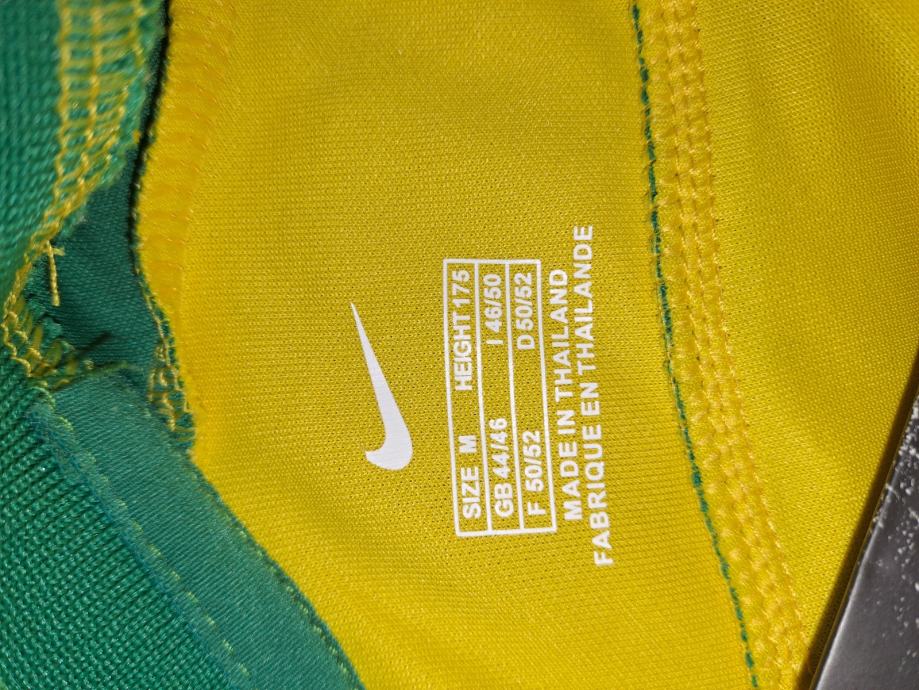 SIZE M HEIGHT 175
GB 44/46 I 46/50
F 50/52 D 50/52
MADE IN THAILAND
FABRIQUE EN THAILANDE